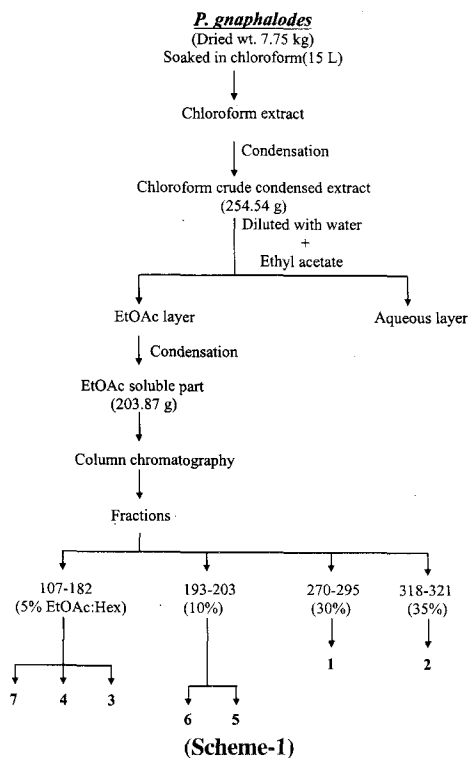 P. gnaphalodes
(Dried wt. 7.75 kg)
Soaked in chloroform(15 L)
Chloroform extract
Condensation
Chloroform crude condensed extract
(254.54 g)
Diluted with water
+
Ethyl acetate
EtOAc layer
Aqueous layer
Condensation
EtOAc soluble part
(203.87 g)
Column chromatography
Fractions
107-182 193-203 270-295 318-321
(5% EtOAc:Hex) (10%) (30%) (35%)
1 2
7 4 3
6 5
(Scheme-1)